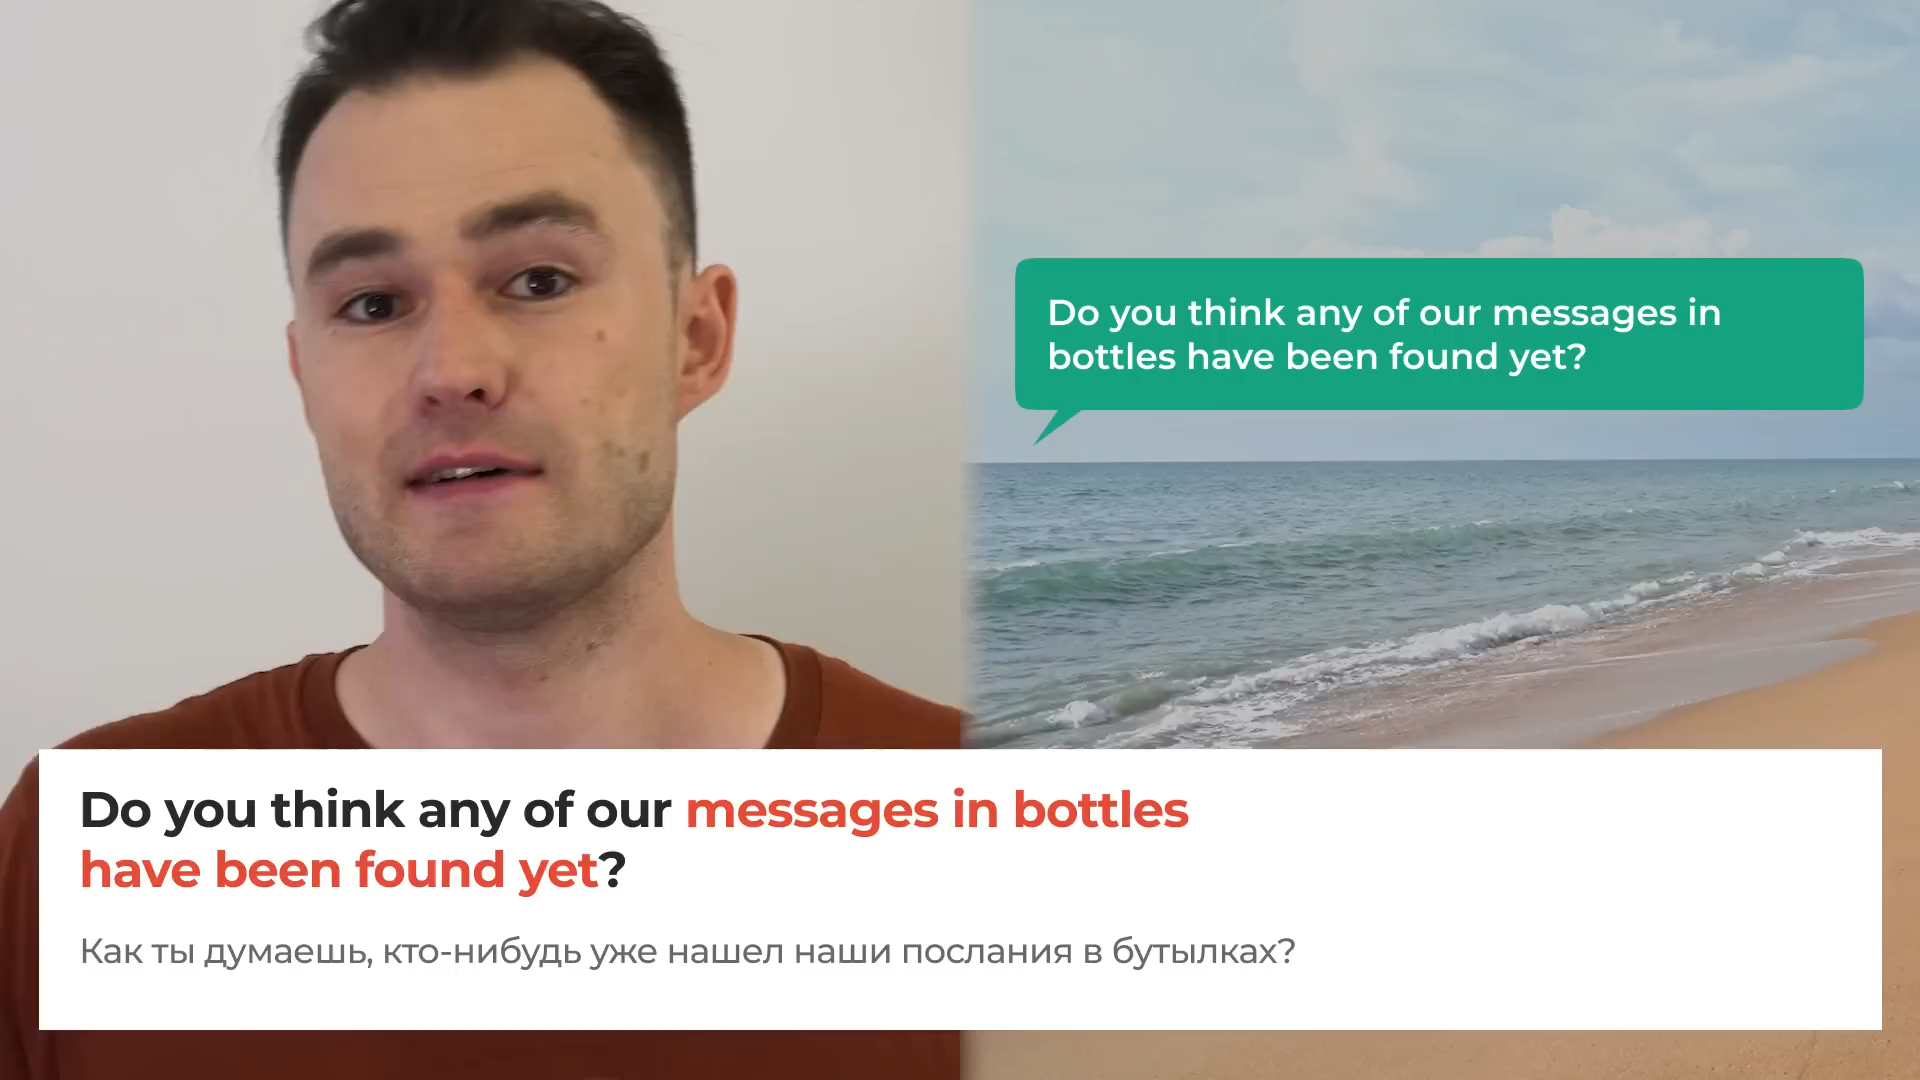 Do you think any of our messages in
bottles have been found yet?
Do you think any of our messages in bottles
have been found yet?
Как ты думаешь, кто-нибудь уже нашел наши послания в бутылках?